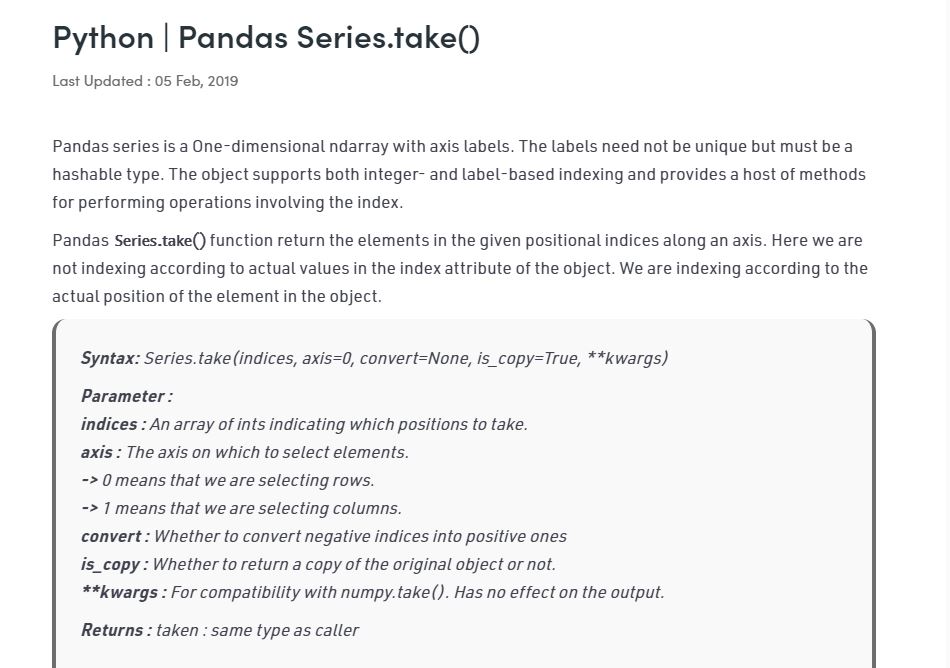 Python | Pandas Series.take()
Last Updated : 05 Feb, 2019
Pandas series is a One-dimensional ndarray with axis labels. The labels need not be unique but must be a
hashable type. The object supports both integer- and label-based indexing and provides a host of methods
for performing operations involving the index.
Pandas Series.take() function return the elements in the given positional indices along an axis. Here we are
not indexing according to actual values in the index attribute of the object. We are indexing according to the
actual position of the element in the object.
Syntax: Series.take(indices, axis=0, convert=None, is_copy=True, **kwargs)
Parameter :
indices : An array of ints indicating which positions to take.
axis : The axis on which to select elements.
-> 0 means that we are selecting rows.
-> 1 means that we are selecting columns.
convert : Whether to convert negative indices into positive ones
is_copy : Whether to return a copy of the original object or not.
**kwargs : For compatibility with numpy.take(). Has no effect on the output.
Returns : taken : same type as caller